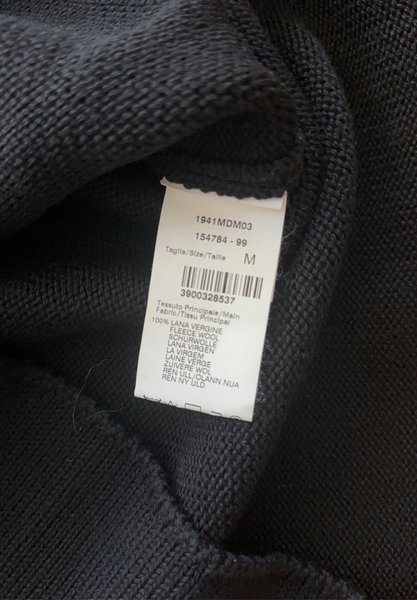 1941MDM03
154784 - 99
Taglia/Size/Taille M
3900328537
Tessuto Principale/Main
Fabric/Tissu Principal
100% LANA VERGINE
FLEECE WOOL
SCHURWOLLE
LANA VIRGEN
LA VIRGEM
LAINE VERGE
ZUIVERE WOL
REN ULL/OLANN NUA
REN NY ULD